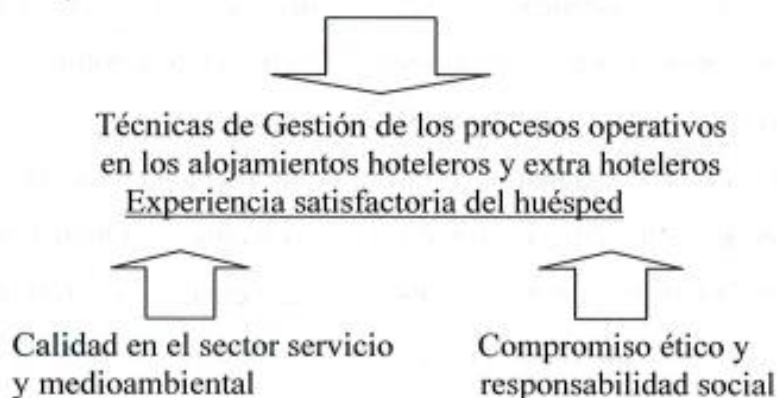 Técnicas de Gestión de los procesos operativos
en los alojamientos hoteleros y extra hoteleros
Experiencia satisfactoria del huésped
Calidad en el sector servicio
y medioambiental
Compromiso ético y
responsabilidad social